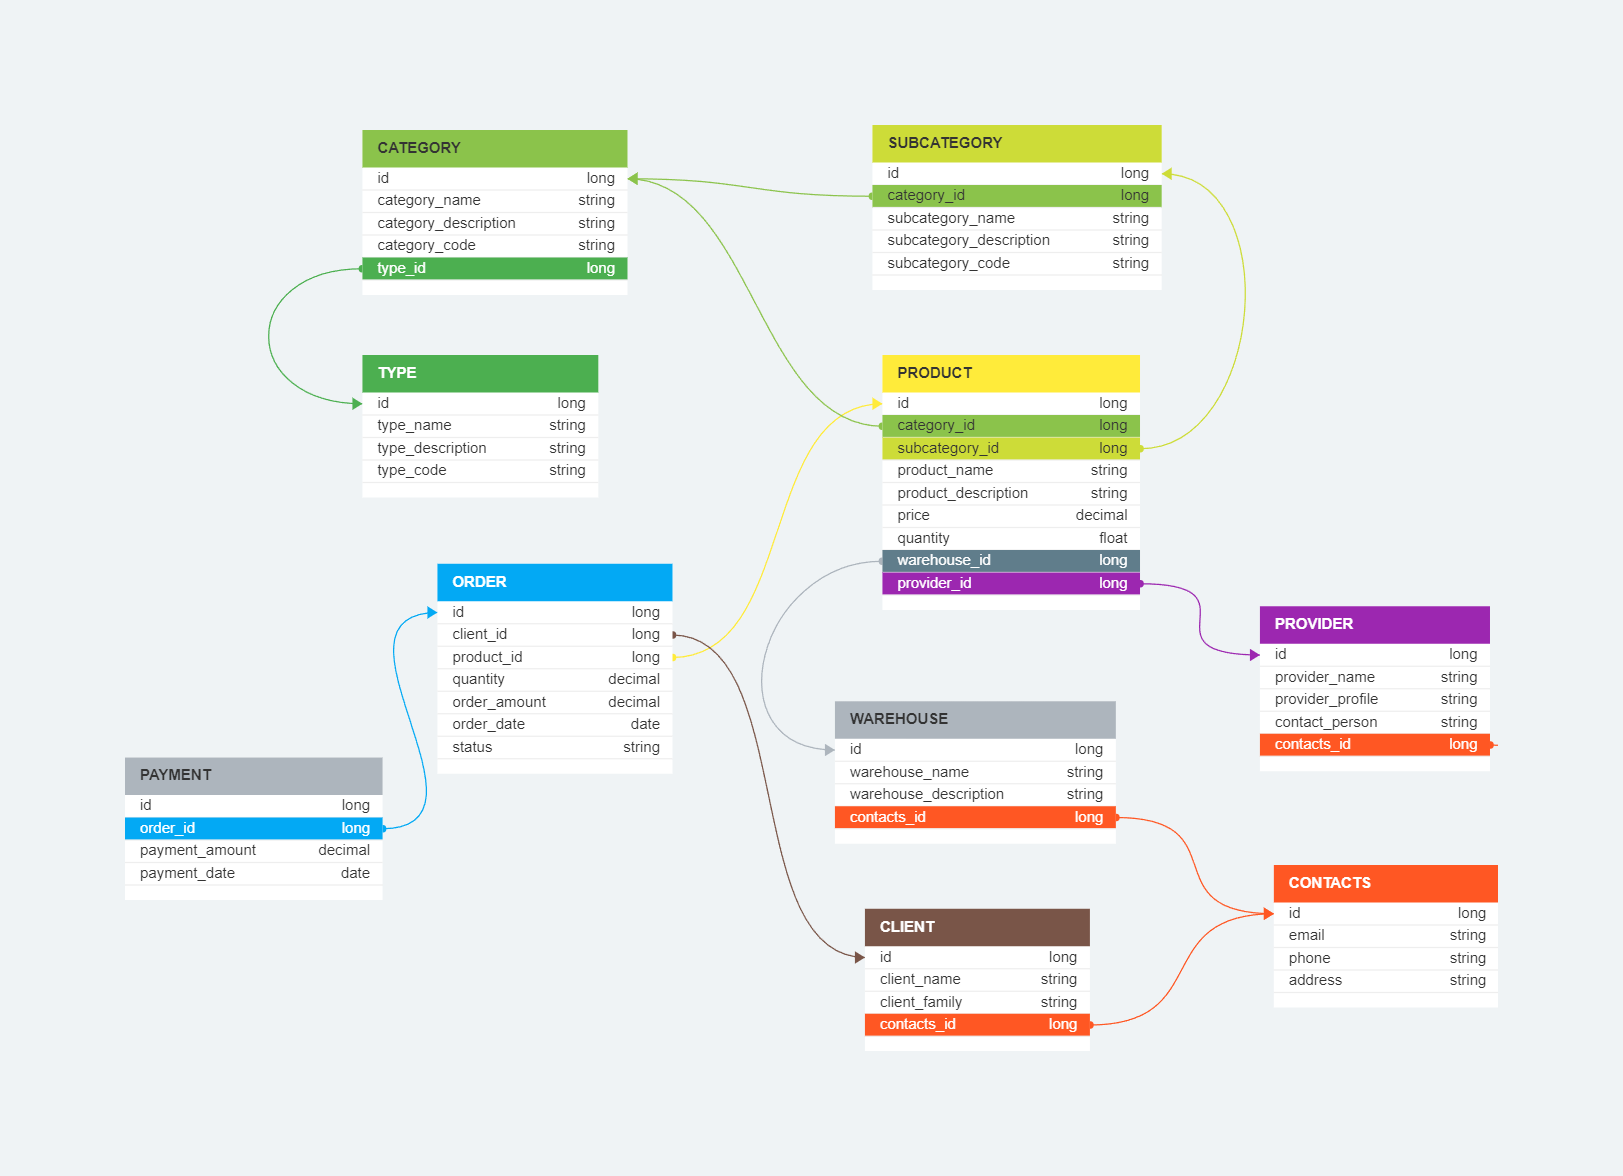 CATEGORY
id long
category_name string
category_description string
category_code string
type_id long
SUBCATEGORY
id long
category_id long
subcategory_name string
subcategory_description string
subcategory_code string
TYPE
id long
type_name string
type_description string
type_code string
PRODUCT
id long
category_id long
subcategory_id long
product_name string
product_description string
price decimal
quantity float
warehouse_id long
provider_id long
ORDER
id long
client_id long
product_id long
quantity decimal
order_amount decimal
order_date date
status string
PROVIDER
id long
provider_name string
provider_profile string
contact_person string
contacts_id long
WAREHOUSE
id long
warehouse_name string
warehouse_description string
contacts_id long
PAYMENT
id long
order_id long
payment_amount decimal
payment_date date
CONTACTS
id long
email string
phone string
address string
CLIENT
id long
client_name string
client_family string
contacts_id long